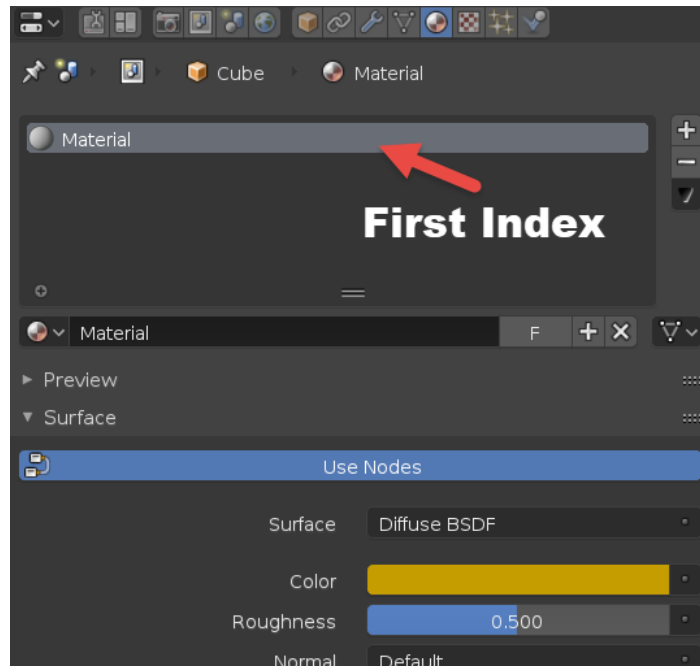 Cube Material
Material
First Index
Material F
Preview
Surface
Use Nodes
Surface Diffuse BSDF
Color
Roughness 0.500
Normal Default